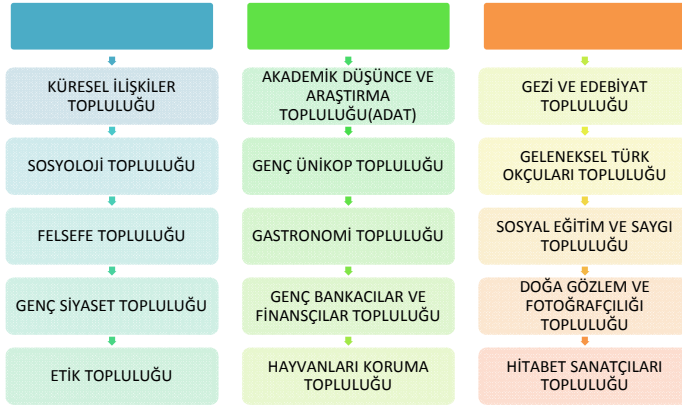 KÜRESEL İLİŞKİLER
TOPLULUĞU
SOSYOLOJİ TOPLULUĞU
FELSEFE TOPLULUĞU
GENÇ SİYASET TOPLULUĞU
ETİK TOPLULUĞU
AKADEMİK DÜŞÜNCE VE
ARAŞTIRMA
TOPLULUĞU(ADAT)
GENÇ ÜNİKOP TOPLULUĞU
GASTRONOMİ TOPLULUĞU
GENÇ BANKACILAR VE
FİNANSÇILAR TOPLULUĞU
HAYVANLARI KORUMA
TOPLULUĞU
GEZİ VE EDEBİYAT
TOPLULUĞU
GELENEKSEL TÜRK
OKÇULARI TOPLULUĞU
SOSYAL EĞİTİM VE SAYGI
TOPLULUĞU
DOĞA GÖZLEM VE
FOTOĞRAFÇILIĞI
TOPLULUĞU
HİTABET SANATÇILARI
TOPLULUĞU